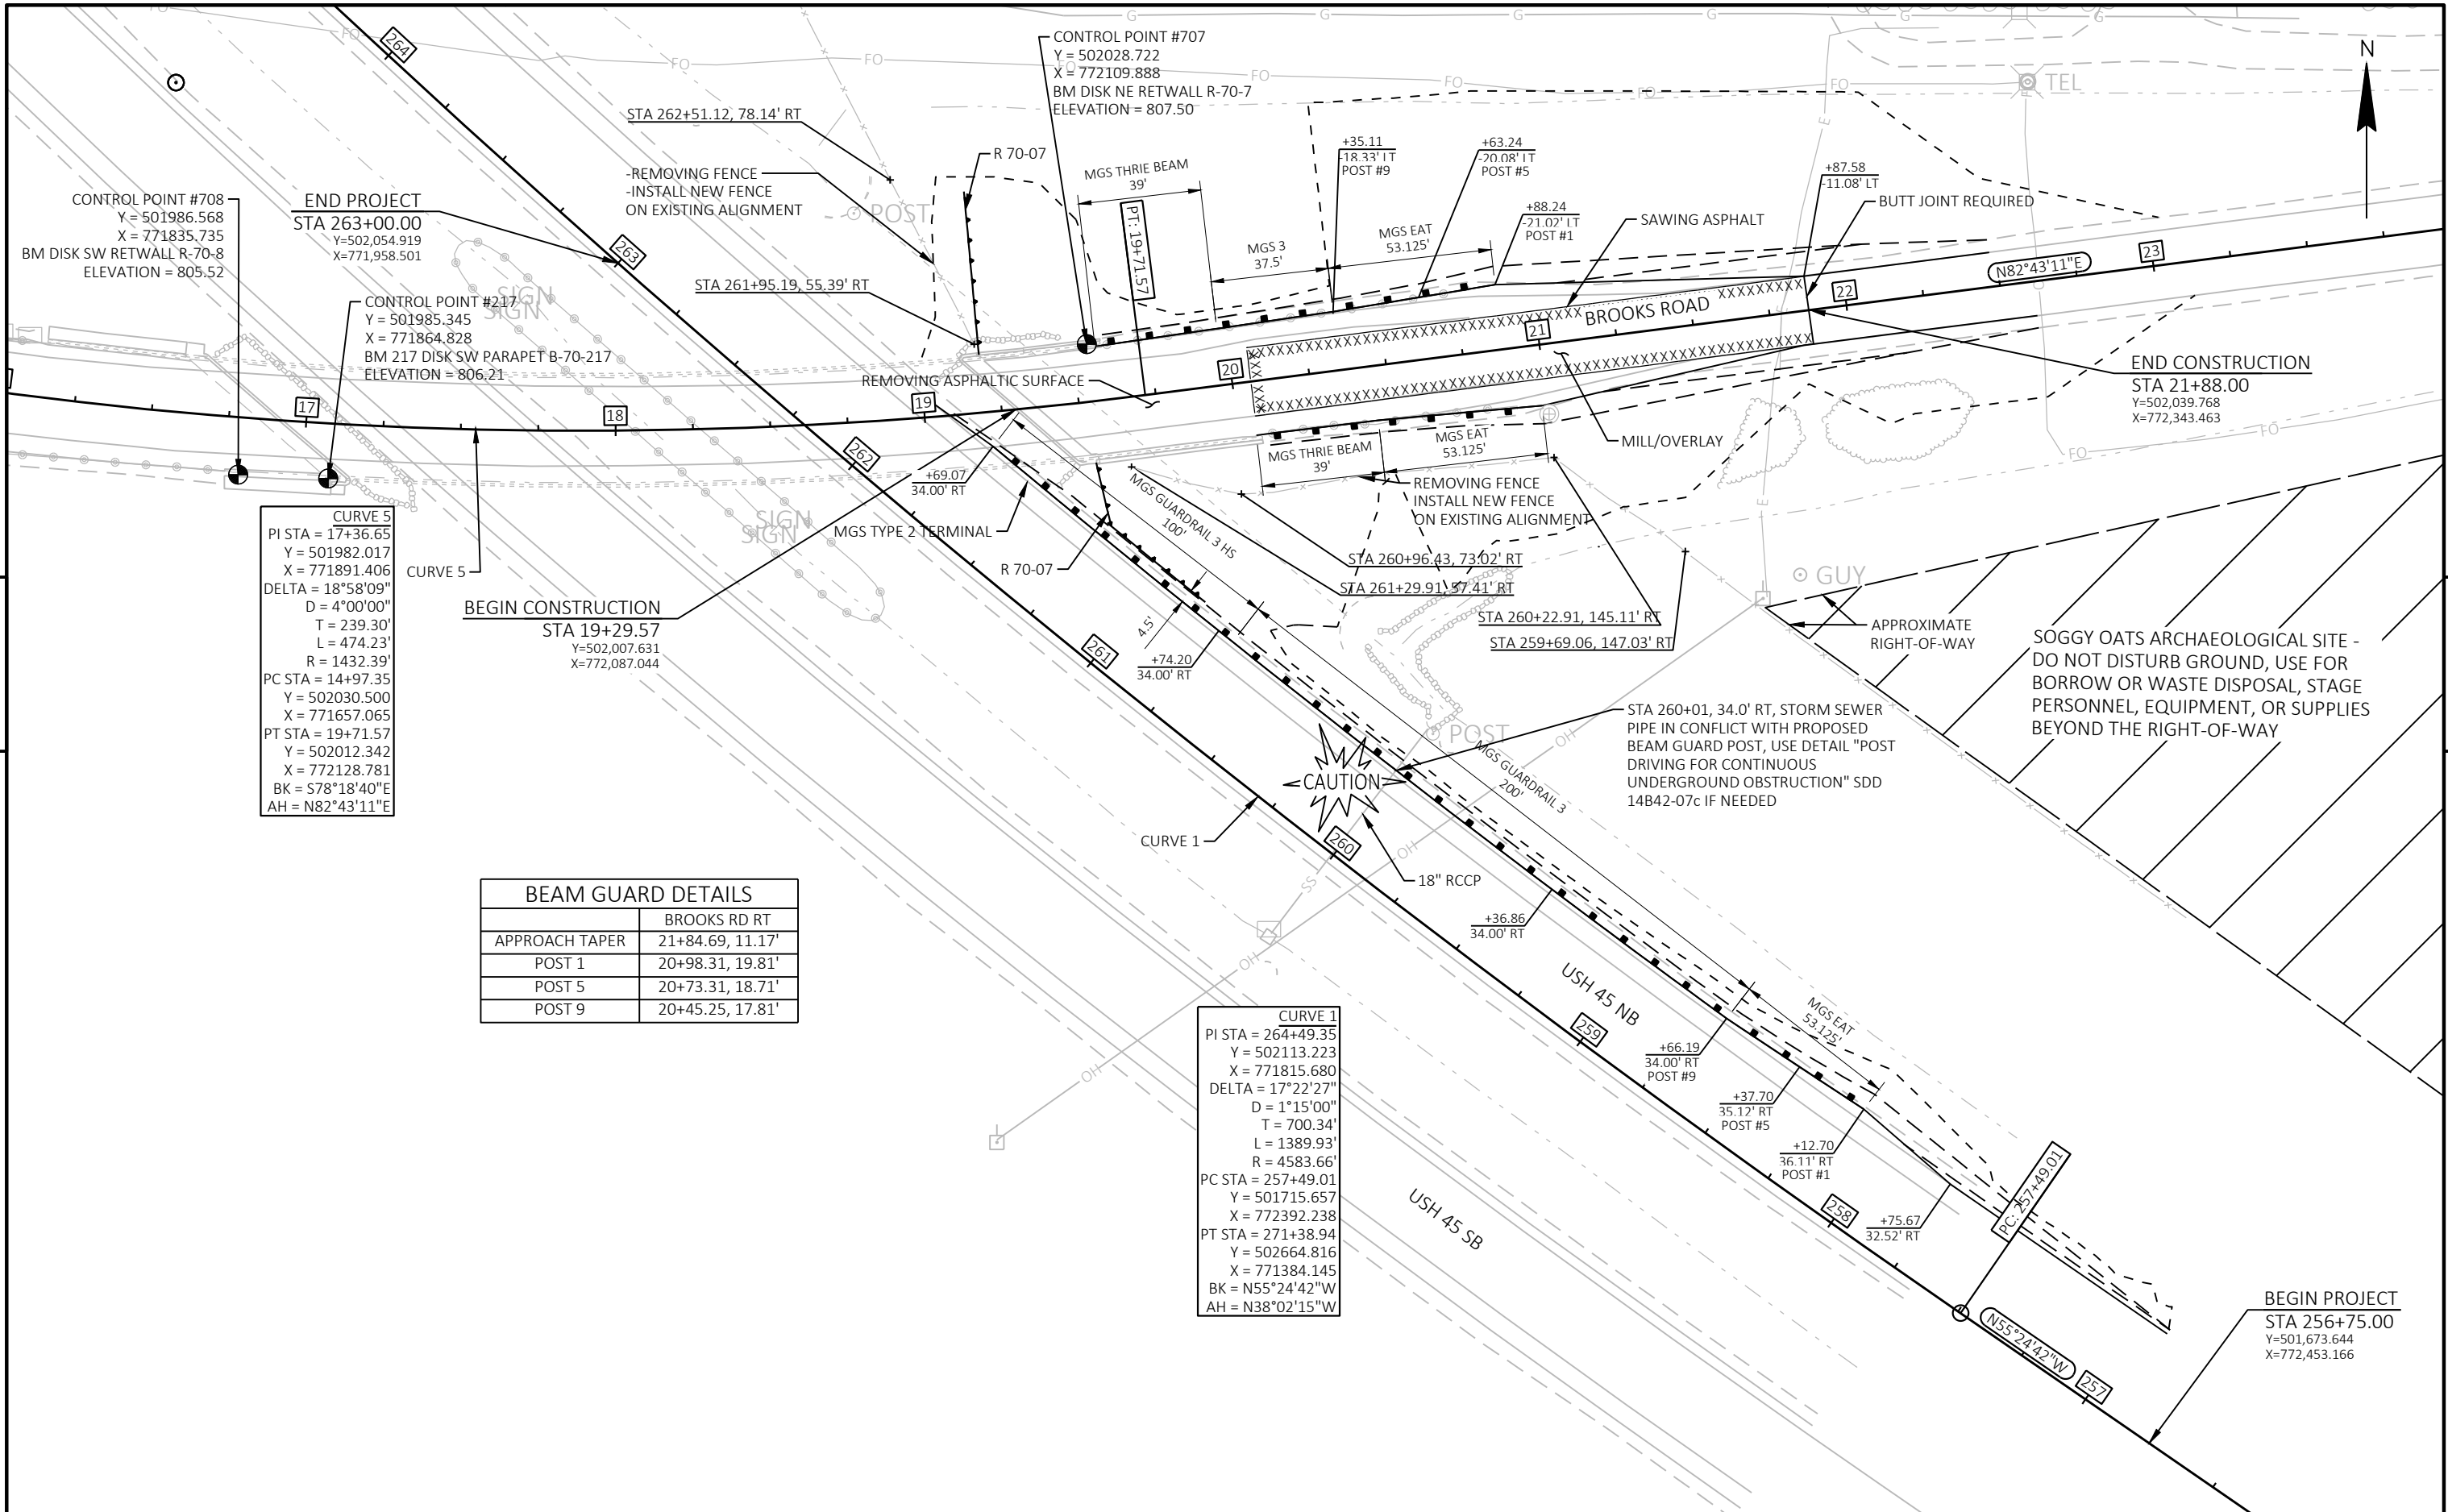 CONTROL POINT #707
Y = 502028.722
X = 772109.888
BM DISK NE RETWALL R-70-7
ELEVATION = 807.50
STA 262+51.12, 78.14' RT
R 70-07
-REMOVING FENCE
-INSTALL NEW FENCE
ON EXISTING ALIGNMENT
STA 261+95.19, 55.39' RT
CONTROL POINT #708
Y = 501986.568
X = 771835.735
BM DISK SW RETWALL R-70-8
ELEVATION = 805.52
END PROJECT
STA 263+00.00
Y=502,054.919
X=771,958.501
CONTROL POINT #217
Y = 501985.345
X = 771864.828
BM 217 DISK SW PARAPET B-70-217
ELEVATION = 806.21
MGS THRIE BEAM
39'
PT: 19+71.57
MGS 3
37.5'
MGS EAT
53.125'
+35.11
-18.33' LT
POST #9
+63.24
-20.08' LT
POST #5
+88.24
-21.02' LT
POST #1
SAWING ASPHALT
+87.58
-11.08' LT
BUTT JOINT REQUIRED
N
TEL
POST
SIGN
SIGN
SIGN
SIGN
GUY
POST
264
263
262
261
260
259
258
257
17
18
19
20
21
22
23
BROOKS ROAD
N82°43'11"E
END CONSTRUCTION
STA 21+88.00
Y=502,039.768
X=772,343.463
REMOVING ASPHALTIC SURFACE
MILL/OVERLAY
MGS THRIE BEAM
39'
MGS EAT
53.125'
REMOVING FENCE
INSTALL NEW FENCE
ON EXISTING ALIGNMENT
+69.07
34.00' RT
MGS TYPE 2 TERMINAL
R 70-07
MGS GUARDRAIL 3 HS
100'
STA 260+96.43, 73.02' RT
STA 261+29.91, 57.41' RT
STA 260+22.91, 145.11' RT
STA 259+69.06, 147.03' RT
CURVE 5
BEGIN CONSTRUCTION
STA 19+29.57
Y=502,007.631
X=772,087.044
CURVE 5
PI STA = 17+36.65
Y = 501982.017
X = 771891.406
DELTA = 18°58'09"
D = 4°00'00"
T = 239.30'
L = 474.23'
R = 1432.39'
PC STA = 14+97.35
Y = 502030.500
X = 771657.065
PT STA = 19+71.57
Y = 502012.342
X = 772128.781
BK = S78°18'40"E
AH = N82°43'11"E
4.5'
+74.20
34.00' RT
APPROXIMATE
RIGHT-OF-WAY
SOGGY OATS ARCHAEOLOGICAL SITE -
DO NOT DISTURB GROUND, USE FOR
BORROW OR WASTE DISPOSAL, STAGE
PERSONNEL, EQUIPMENT, OR SUPPLIES
BEYOND THE RIGHT-OF-WAY
STA 260+01, 34.0' RT, STORM SEWER
PIPE IN CONFLICT WITH PROPOSED
BEAM GUARD POST, USE DETAIL "POST
DRIVING FOR CONTINUOUS
UNDERGROUND OBSTRUCTION" SDD
14B42-07c IF NEEDED
MGS GUARDRAIL 3
200'
CAUTION
CURVE 1
18" RCCP
BEAM GUARD DETAILS
BROOKS RD RT
APPROACH TAPER 21+84.69, 11.17'
POST 1 20+98.31, 19.81'
POST 5 20+73.31, 18.71'
POST 9 20+45.25, 17.81'
+36.86
34.00' RT
USH 45 NB
CURVE 1
PI STA = 264+49.35
Y = 502113.223
X = 771815.680
DELTA = 17°22'27"
D = 1°15'00"
T = 700.34'
L = 1389.93'
R = 4583.66'
PC STA = 257+49.01
Y = 501715.657
X = 772392.238
PT STA = 271+38.94
Y = 502664.816
X = 771384.145
BK = N55°24'42"W
AH = N38°02'15"W
+66.19
34.00' RT
POST #9
MGS EAT
53.125'
+37.70
35.12' RT
POST #5
+12.70
36.11' RT
POST #1
USH 45 SB
+75.67
32.52' RT
PC: 257+49.01
N55°24'42"W
BEGIN PROJECT
STA 256+75.00
Y=501,673.644
X=772,453.166